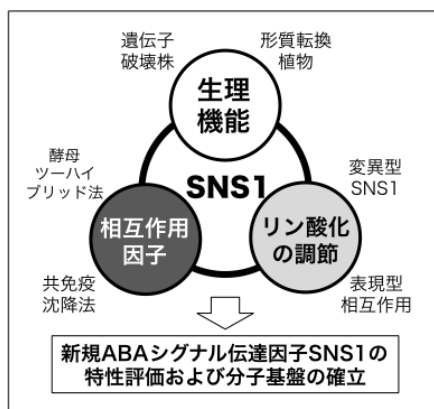 遺伝子
破壊株
形質転換
植物
生理
機能
酵母
ツーハイ
ブリッド法
SNS1
変異型
SNS1
相互作用
因子
リン酸化
の調節
共免疫
沈降法
表現型
相互作用
新規ABAシグナル伝達因子SNS1の
特性評価および分子基盤の確立